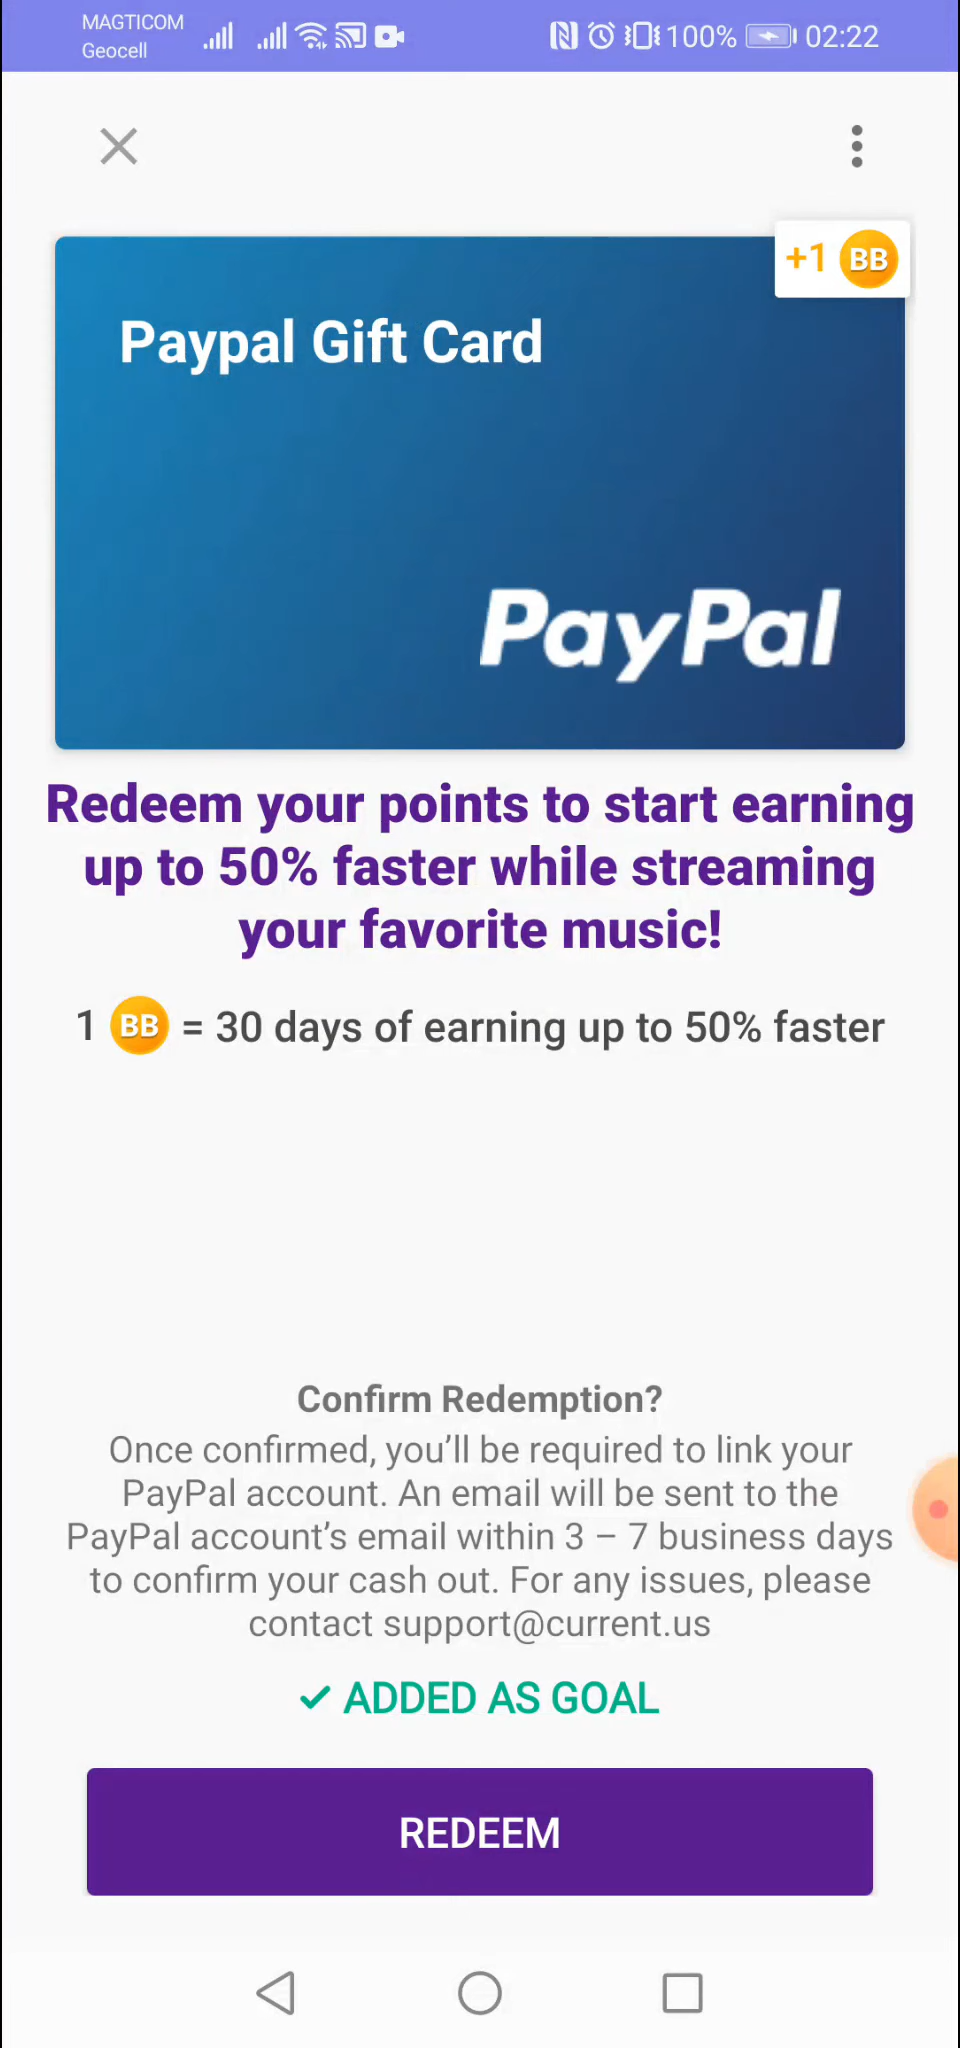 MAGTICOM
Geocell
100%
02:22
+1 BB
Paypal Gift Card
PayPal
Redeem your points to start earning
up to 50% faster while streaming
your favorite music!
1 BB = 30 days of earning up to 50% faster
Confirm Redemption?
Once confirmed, you’ll be required to link your
PayPal account. An email will be sent to the
PayPal account’s email within 3 – 7 business days
to confirm your cash out. For any issues, please
contact support@current.us
ADDED AS GOAL
REDEEM